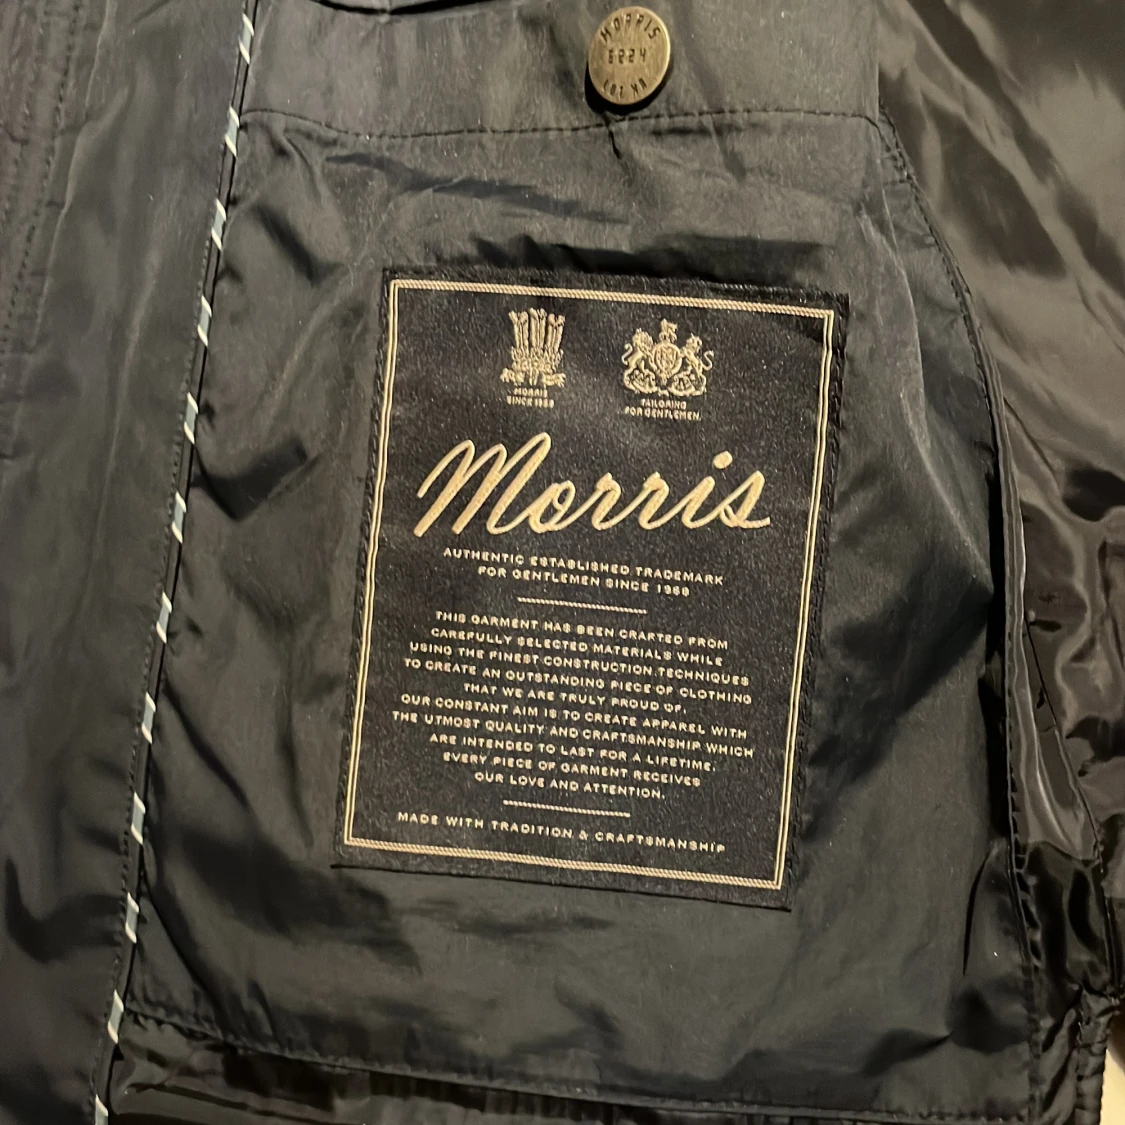 MORRIS
6224
MORRIS
SINCE 1988
TAILORING
FOR GENTLEMEN.
Morris
AUTHENTIC ESTABLISHED TRADEMARK
FOR GENTLEMEN SINCE 1988
THIS GARMENT HAS BEEN CRAFTED FROM
CAREFULLY SELECTED MATERIALS WHILE
USING THE FINEST CONSTRUCTION TECHNIQUES
TO CREATE AN OUTSTANDING PIECE OF CLOTHING
THAT WE ARE TRULY PROUD OF.
OUR CONSTANT AIM IS TO CREATE APPAREL WITH
THE UTMOST QUALITY AND CRAFTSMANSHIP WHICH
ARE INTENDED TO LAST FOR A LIFETIME.
EVERY PIECE OF GARMENT RECEIVES
OUR LOVE AND ATTENTION.
MADE WITH TRADITION & CRAFTSMANSHIP